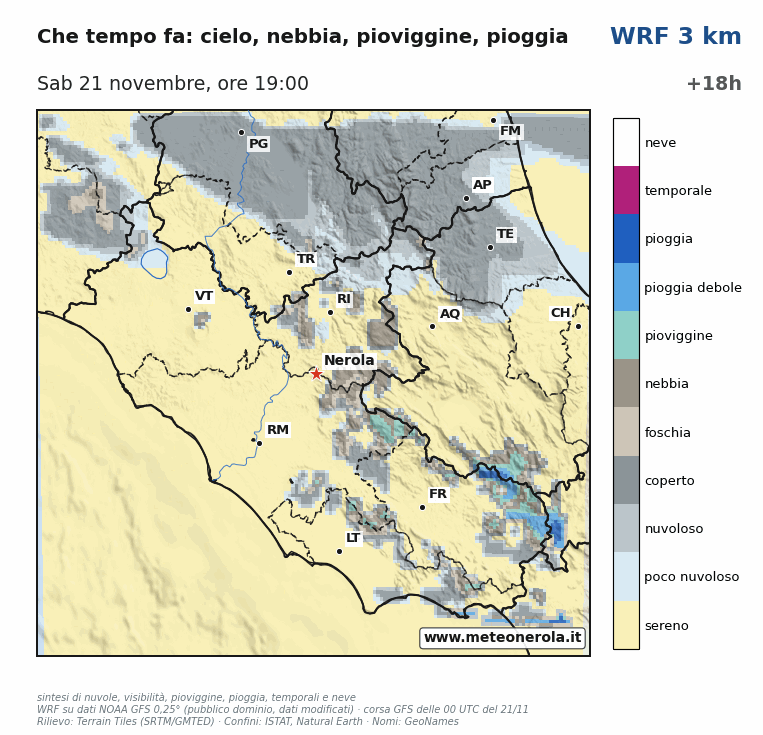 Che tempo fa: cielo, nebbia, pioviggine, pioggia
WRF 3 km
Sab 21 novembre, ore 19:00
+18h
PG
FM
AP
TE
TR
RI
VT
AQ
CH
Nerola
RM
FR
LT
www.meteonerola.it
neve
temporale
pioggia
pioggia debole
pioviggine
nebbia
foschia
coperto
nuvoloso
poco nuvoloso
sereno
sintesi di nuvole, visibilità, pioviggine, pioggia, temporali e neve
WRF su dati NOAA GFS 0,25° (pubblico dominio, dati modificati) · corsa GFS delle 00 UTC del 21/11
Rilievo: Terrain Tiles (SRTM/GMTED) · Confini: ISTAT, Natural Earth · Nomi: GeoNames